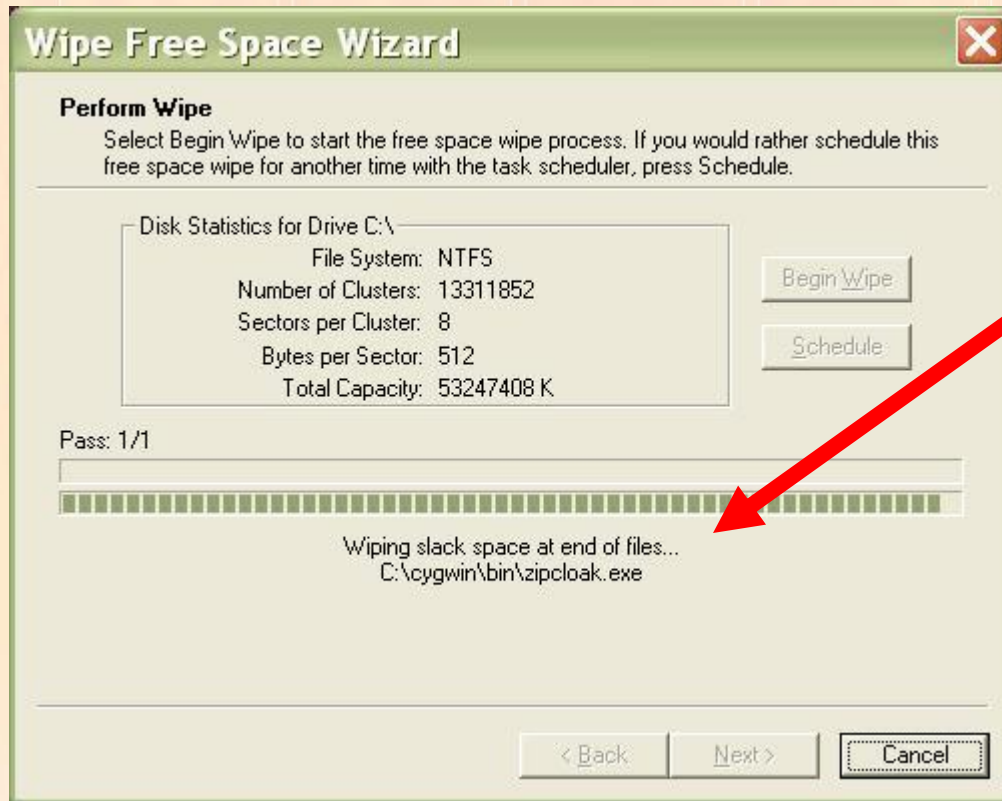 Wipe Free Space Wizard
Perform Wipe
Select Begin Wipe to start the free space wipe process. If you would rather schedule this
free space wipe for another time with the task scheduler, press Schedule.
Disk Statistics for Drive C:\
File System: NTFS
Number of Clusters: 13311852
Sectors per Cluster: 8
Bytes per Sector: 512
Total Capacity: 53247408 K
Begin Wipe
Schedule
Pass: 1/1
Wiping slack space at end of files...
C:\cygwin\bin\zipcloak.exe
< Back
Next >
Cancel